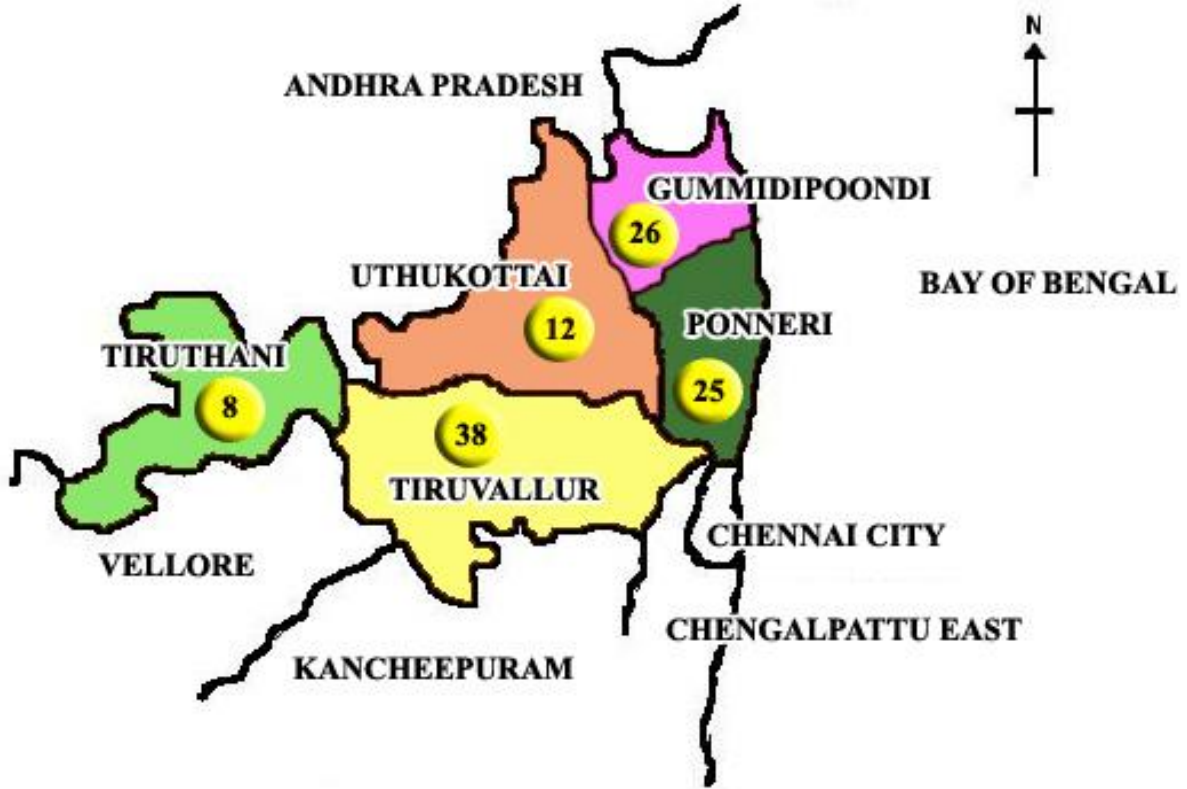 N
ANDHRA PRADESH
GUMMIDIPOONDI
26
UTHUKOTTAI
BAY OF BENGAL
12
PONNERI
TIRUTHANI
25
8
38
TIRUVALLUR
CHENNAI CITY
VELLORE
CHENGALPATTU EAST
KANCHEEPURAM